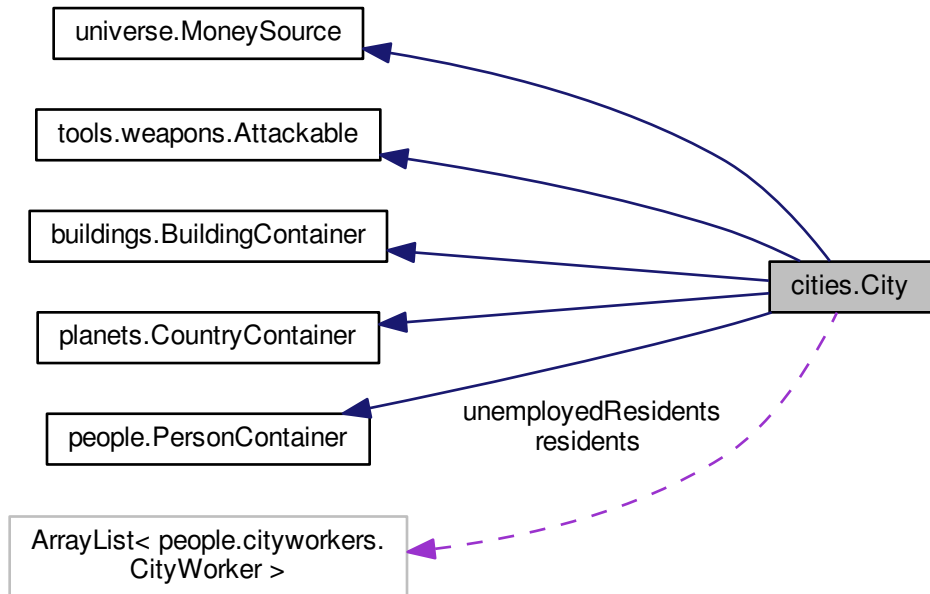 universe.MoneySource
tools.weapons.Attackable
buildings.BuildingContainer
cities.City
planets.CountryContainer
people.PersonContainer
unemployedResidents
residents
ArrayList< people.cityworkers.
CityWorker >